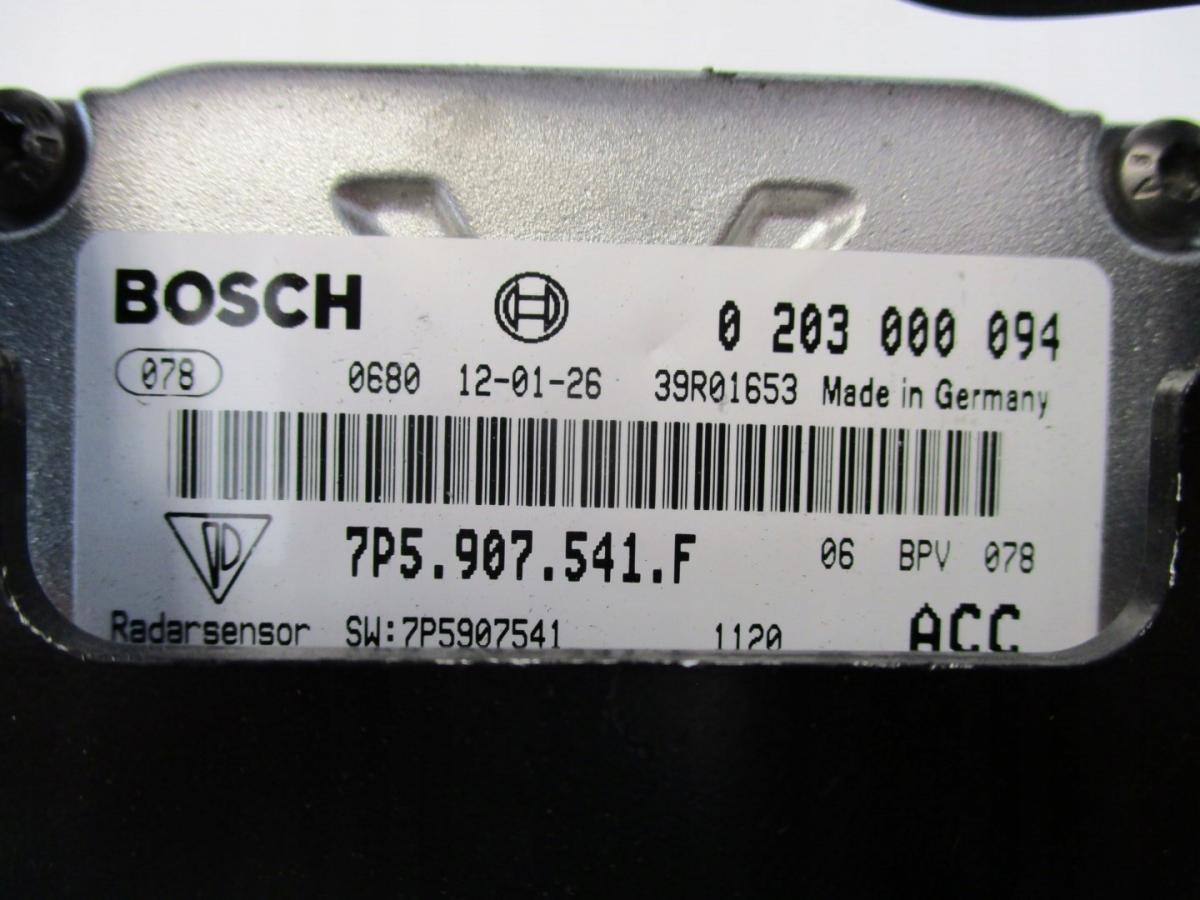 BOSCH 0 203 000 094
078 0680 12-01-26 39R01653 Made in Germany
7P5.907.541.F 06 BPV 078
Radarsensor SW:7P5907541 1120 ACC